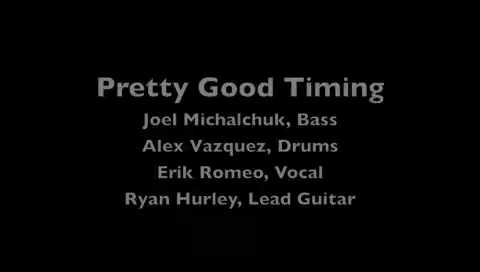 Pretty Good Timing
Joel Michalchuk, Bass
Alex Vazquez, Drums
Erik Romeo, Vocal
Ryan Hurley, Lead Guitar